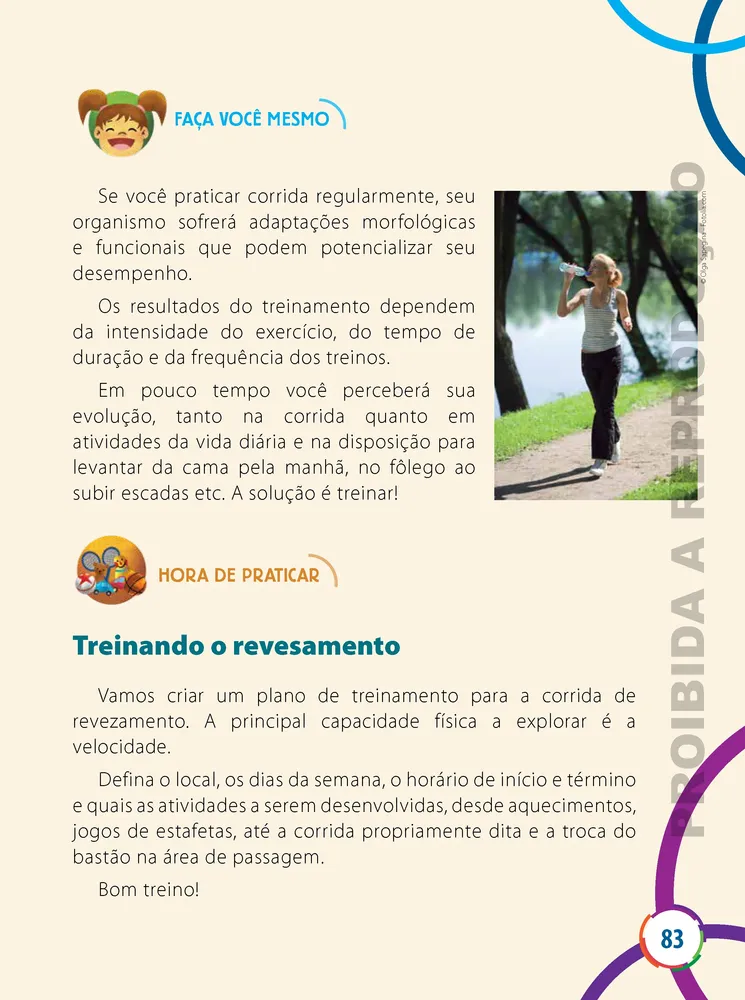 FAÇA VOCÊ MESMO
Se você praticar corrida regularmente, seu
organismo sofrerá adaptações morfológicas
e funcionais que podem potencializar seu
desempenho.
Os resultados do treinamento dependem
da intensidade do exercício, do tempo de
duração e da frequência dos treinos.
Em pouco tempo você perceberá sua
evolução, tanto na corrida quanto em
atividades da vida diária e na disposição para
levantar da cama pela manhã, no fôlego ao
subir escadas etc. A solução é treinar!
HORA DE PRATICAR
Treinando o revesamento
Vamos criar um plano de treinamento para a corrida de
revezamento. A principal capacidade física a explorar é a
velocidade.
Defina o local, os dias da semana, o horário de início e término
e quais as atividades a serem desenvolvidas, desde aquecimentos,
jogos de estafetas, até a corrida propriamente dita e a troca do
bastão na área de passagem.
Bom treino!
83
PROIBIDA A REPRODUÇÃO